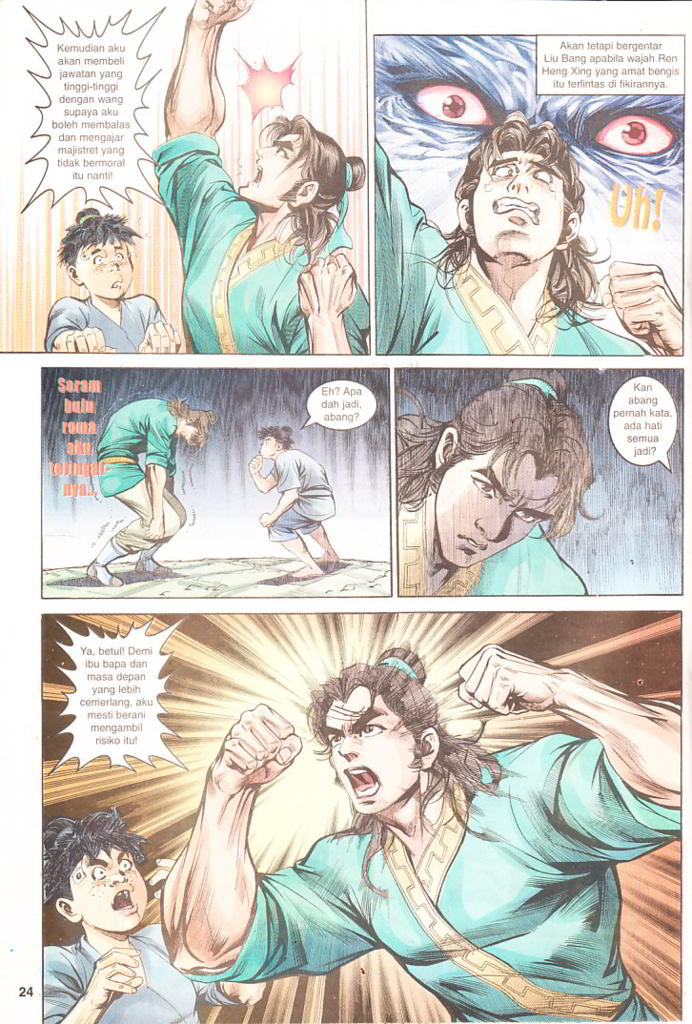 Kemudian aku
akan membeli
jawatan yang
tinggi-tinggi
dengan wang
supaya aku
boleh membalas
dan mengajar
majistret yang
tidak bermoral
itu nanti!
Akan tetapi bergentar
Liu Bang apabila wajah Ren
Heng Xing yang amat bengis
itu terlintas di fikirannya.
Uh!
Seram
bulu
roma
aku
teringat-
nya..
Eh? Apa
dah jadi,
abang?
Kan
abang
pernah kata,
ada hati
semua
jadi?
Ya, betul! Demi
ibu bapa dan
masa depan
yang lebih
cemerlang, aku
mesti berani
mengambil
risiko itu!
24